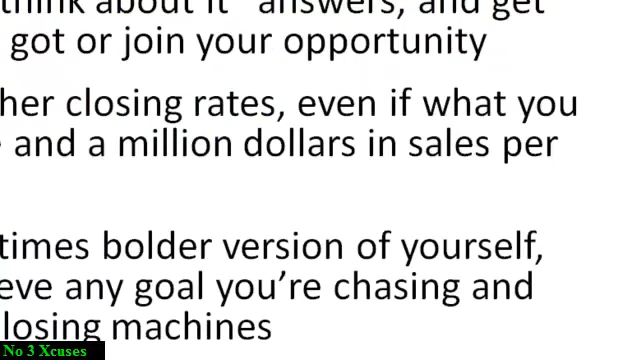 think about it" answers, and get
got or join your opportunity
her closing rates, even if what you
and a million dollars in sales per
times bolder version of yourself,
eve any goal you're chasing and
losing machines
No 3 Xcuses